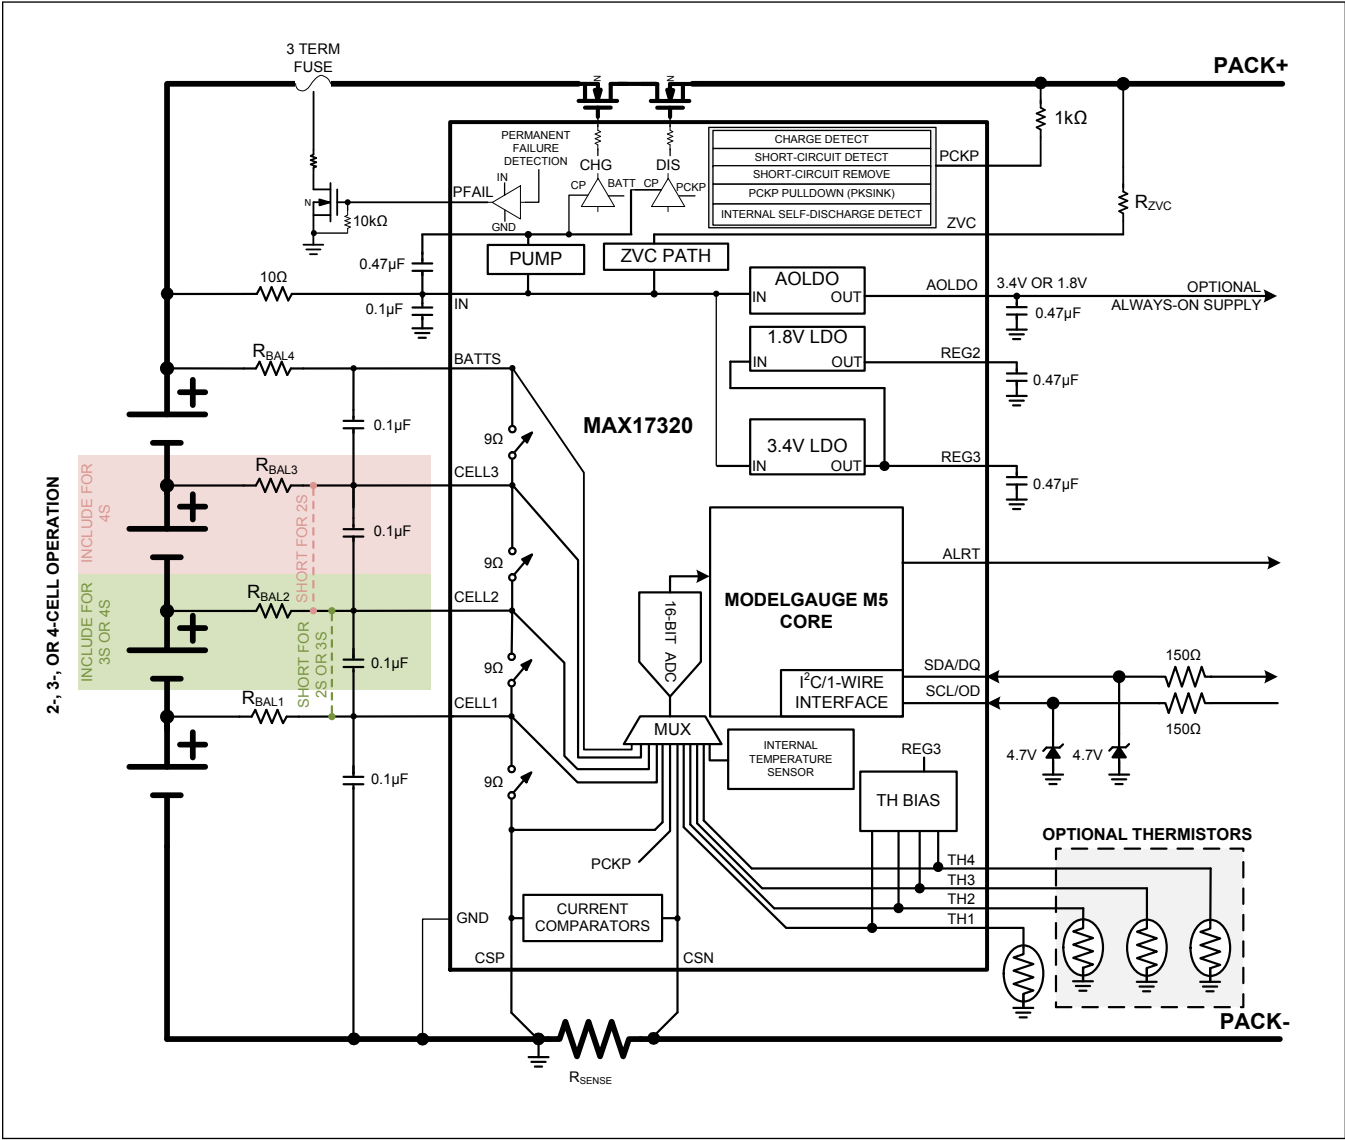 3 TERM
FUSE
PACK+
1kΩ
PERMANENT
FAILURE
DETECTION
N
N
CHG
DIS
CP
BATT
CP
PCKP
CHARGE DETECT
SHORT-CIRCUIT DETECT
SHORT-CIRCUIT REMOVE
PCKP PULLDOWN (PKSINK)
INTERNAL SELF-DISCHARGE DETECT
PCKP
PFAIL
IN
GND
N
10kΩ
RZVC
ZVC
0.47µF
PUMP
ZVC PATH
10Ω
0.1µF
IN
AOLDO
IN
OUT
AOLDO
3.4V OR 1.8V
OPTIONAL
ALWAYS-ON SUPPLY
0.47µF
1.8V LDO
IN
OUT
REG2
0.47µF
RBAL4
BATTS
0.1µF
9Ω
MAX17320
3.4V LDO
IN
OUT
REG3
0.47µF
2-, 3-, OR 4-CELL OPERATION
INCLUDE FOR
4S
RBAL3
SHORT FOR 2S
CELL3
0.1µF
9Ω
INCLUDE FOR
3S OR 4S
RBAL2
SHORT FOR
2S OR 3S
CELL2
0.1µF
9Ω
RBAL1
CELL1
0.1µF
9Ω
16-BIT ADC
MODELGAUGE M5
CORE
I2C/1-WIRE
INTERFACE
ALRT
SDA/DQ
SCL/OD
150Ω
150Ω
4.7V
4.7V
MUX
INTERNAL
TEMPERATURE
SENSOR
REG3
TH BIAS
OPTIONAL THERMISTORS
PCKP
TH4
TH3
TH2
TH1
GND
CURRENT
COMPARATORS
CSP
CSN
PACK-
RSENSE